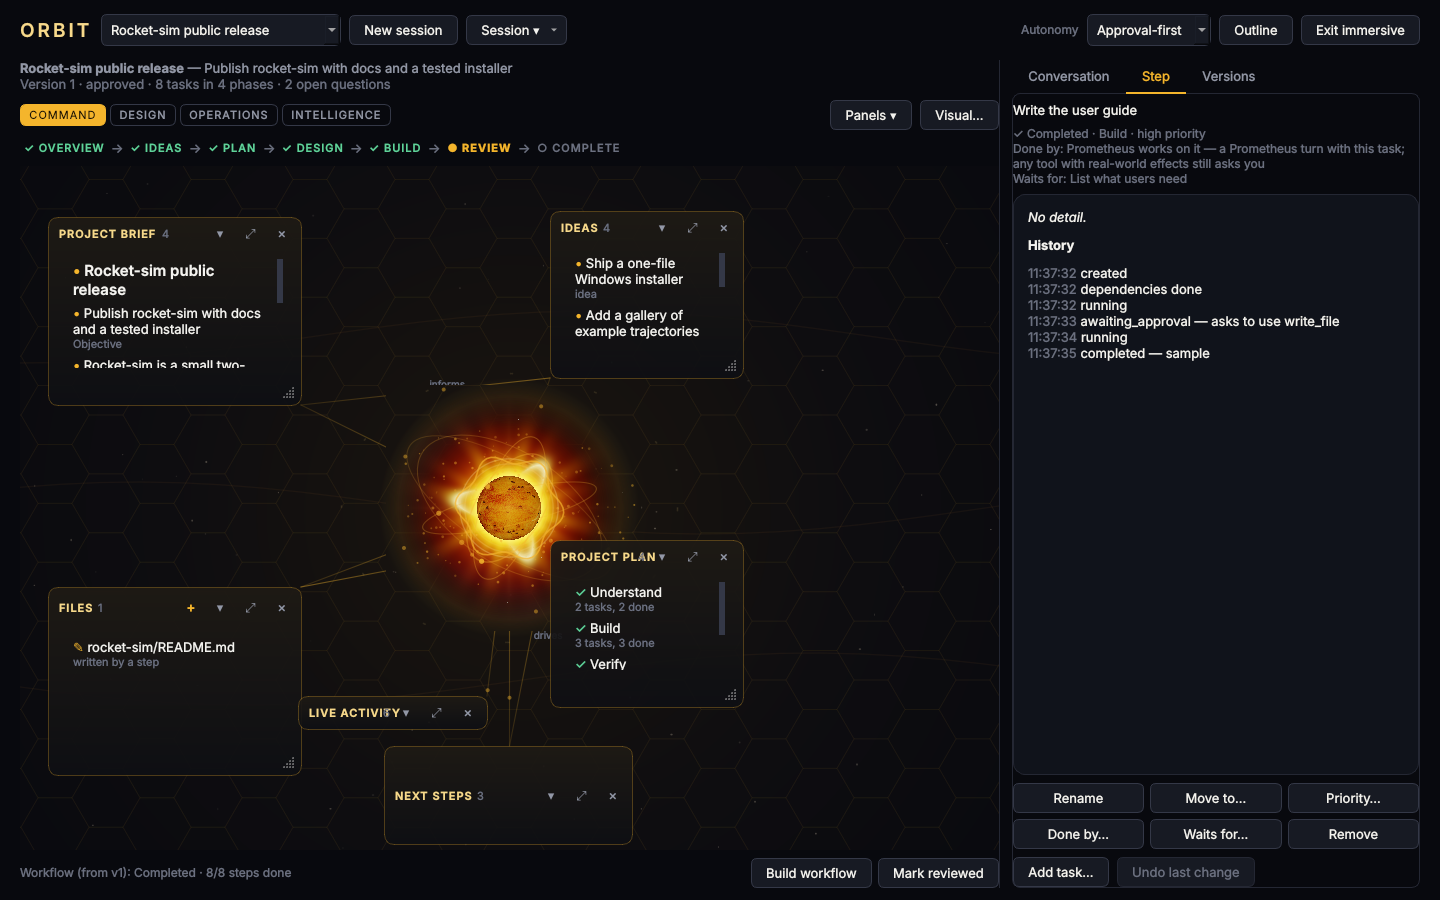 ORBIT
Rocket-sim public release
New session
Session ▾
Autonomy
Approval-first
Outline
Exit immersive
Rocket-sim public release — Publish rocket-sim with docs and a tested installer
Version 1 · approved · 8 tasks in 4 phases · 2 open questions
COMMAND
DESIGN
OPERATIONS
INTELLIGENCE
Panels ▾
Visual...
✓ OVERVIEW → ✓ IDEAS → ✓ PLAN → ✓ DESIGN → ✓ BUILD → ● REVIEW → ○ COMPLETE
PROJECT BRIEF 4
• Rocket-sim public
release
• Publish rocket-sim with docs
and a tested installer
Objective
• Rocket-sim is a small two-
IDEAS 4
• Ship a one-file
Windows installer
idea
• Add a gallery of
example trajectories
informs
PROJECT PLAN
✓ Understand
2 tasks, 2 done
✓ Build
3 tasks, 3 done
✓ Verify
FILES 1
+
✎ rocket-sim/README.md
written by a step
LIVE ACTIVITY
NEXT STEPS 3
Workflow (from v1): Completed · 8/8 steps done
Build workflow
Mark reviewed
Conversation
Step
Versions
Write the user guide
✓ Completed · Build · high priority
Done by: Prometheus works on it — a Prometheus turn with this task;
any tool with real-world effects still asks you
Waits for: List what users need
No detail.
History
11:37:32 created
11:37:32 dependencies done
11:37:32 running
11:37:33 awaiting_approval — asks to use write_file
11:37:34 running
11:37:35 completed — sample
Rename
Move to...
Priority...
Done by...
Waits for...
Remove
Add task...
Undo last change